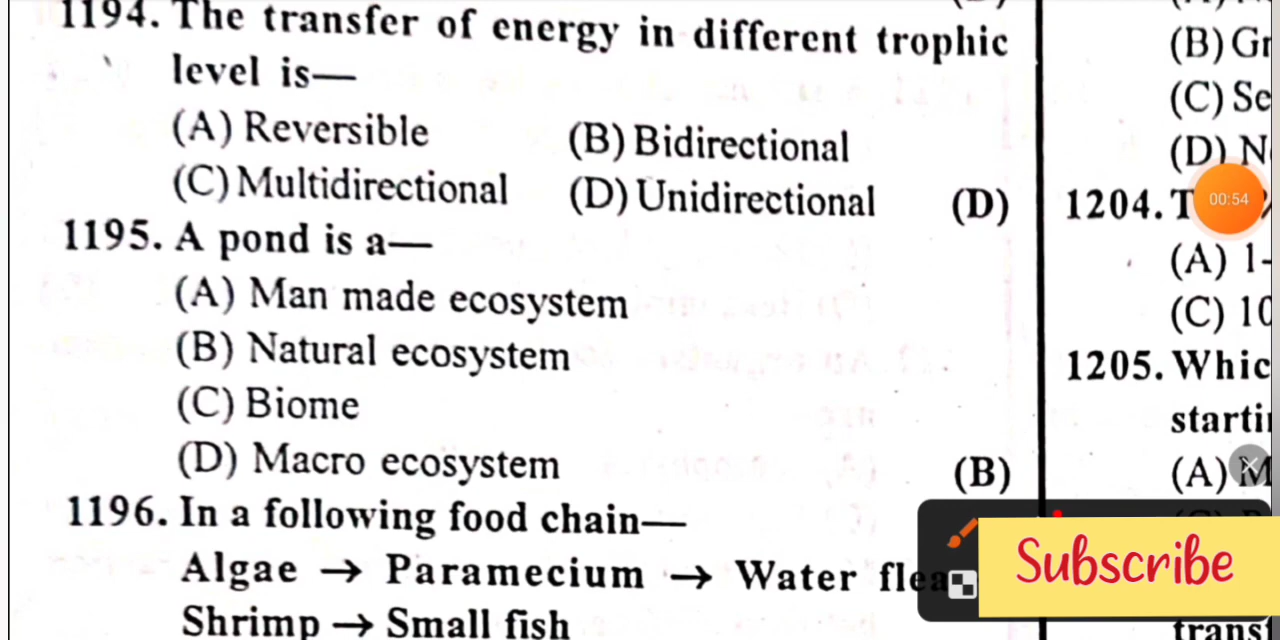 1194. The transfer of energy in different trophic
level is—
(A) Reversible (B) Bidirectional
(C) Multidirectional (D) Unidirectional (D)
1195. A pond is a—
(A) Man made ecosystem
(B) Natural ecosystem
(C) Biome
(D) Macro ecosystem (B)
1196. In a following food chain—
Algae → Paramecium → Water flea
Shrimp → Small fish
(B)
(C)
(D)
1204.
00:54
(A) 1-
(C) 10
1205.
(A)
Subscribe